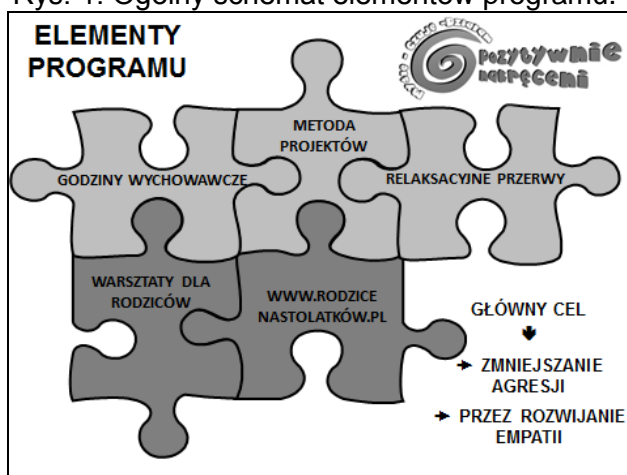 Rys. 1. Ogólny schemat elementów programu.
ELEMENTY
PROGRAMU
POZYTYWNIE
NAKRĘCENI
METODA
PROJEKTÓW
GODZINY WYCHOWAWCZE
RELAKSACYJNE PRZERWY
WARSZTATY DLA
RODZICÓW
WWW.RODZICE
NASTOLATKÓW.PL
GŁÓWNY CEL
ZMNIEJSZANIE
AGRESJI
PRZEZ ROZWIJANIE
EMPATII